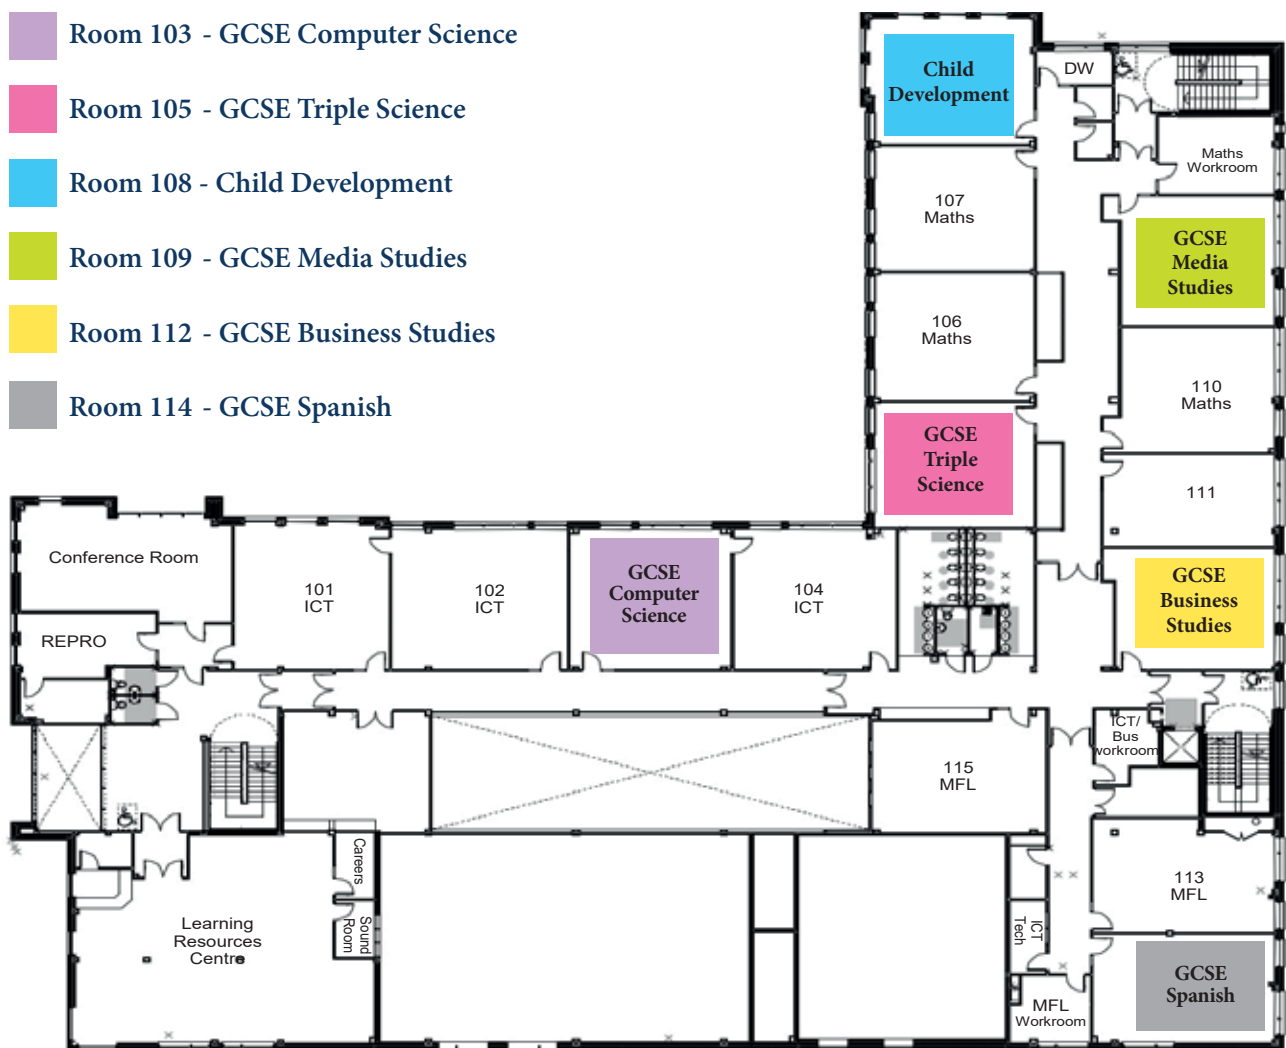 Room 103 - GCSE Computer Science
Room 105 - GCSE Triple Science
Room 108 - Child Development
Room 109 - GCSE Media Studies
Room 112 - GCSE Business Studies
Room 114 - GCSE Spanish
Child
Development
DW
Maths
Workroom
107
Maths
GCSE
Media
Studies
106
Maths
110
Maths
GCSE
Triple
Science
111
Conference Room
101
ICT
102
ICT
GCSE
Computer
Science
104
ICT
GCSE
Business
Studies
REPRO
ICT/
Bus
workroom
115
MFL
Careers
Sound
Room
Learning
Resources
Centre
ICT
Tech
113
MFL
MFL
Workroom
GCSE
Spanish